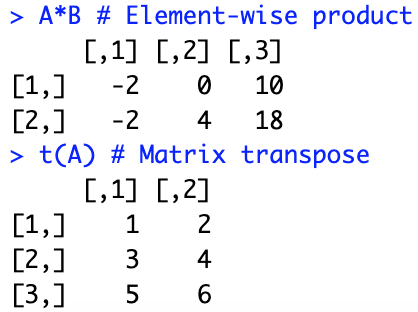 > A*B # Element-wise product
     [,1] [,2] [,3]
[1,]   -2    0   10
[2,]   -2    4   18
> t(A) # Matrix transpose
     [,1] [,2]
[1,]    1    2
[2,]    3    4
[3,]    5    6